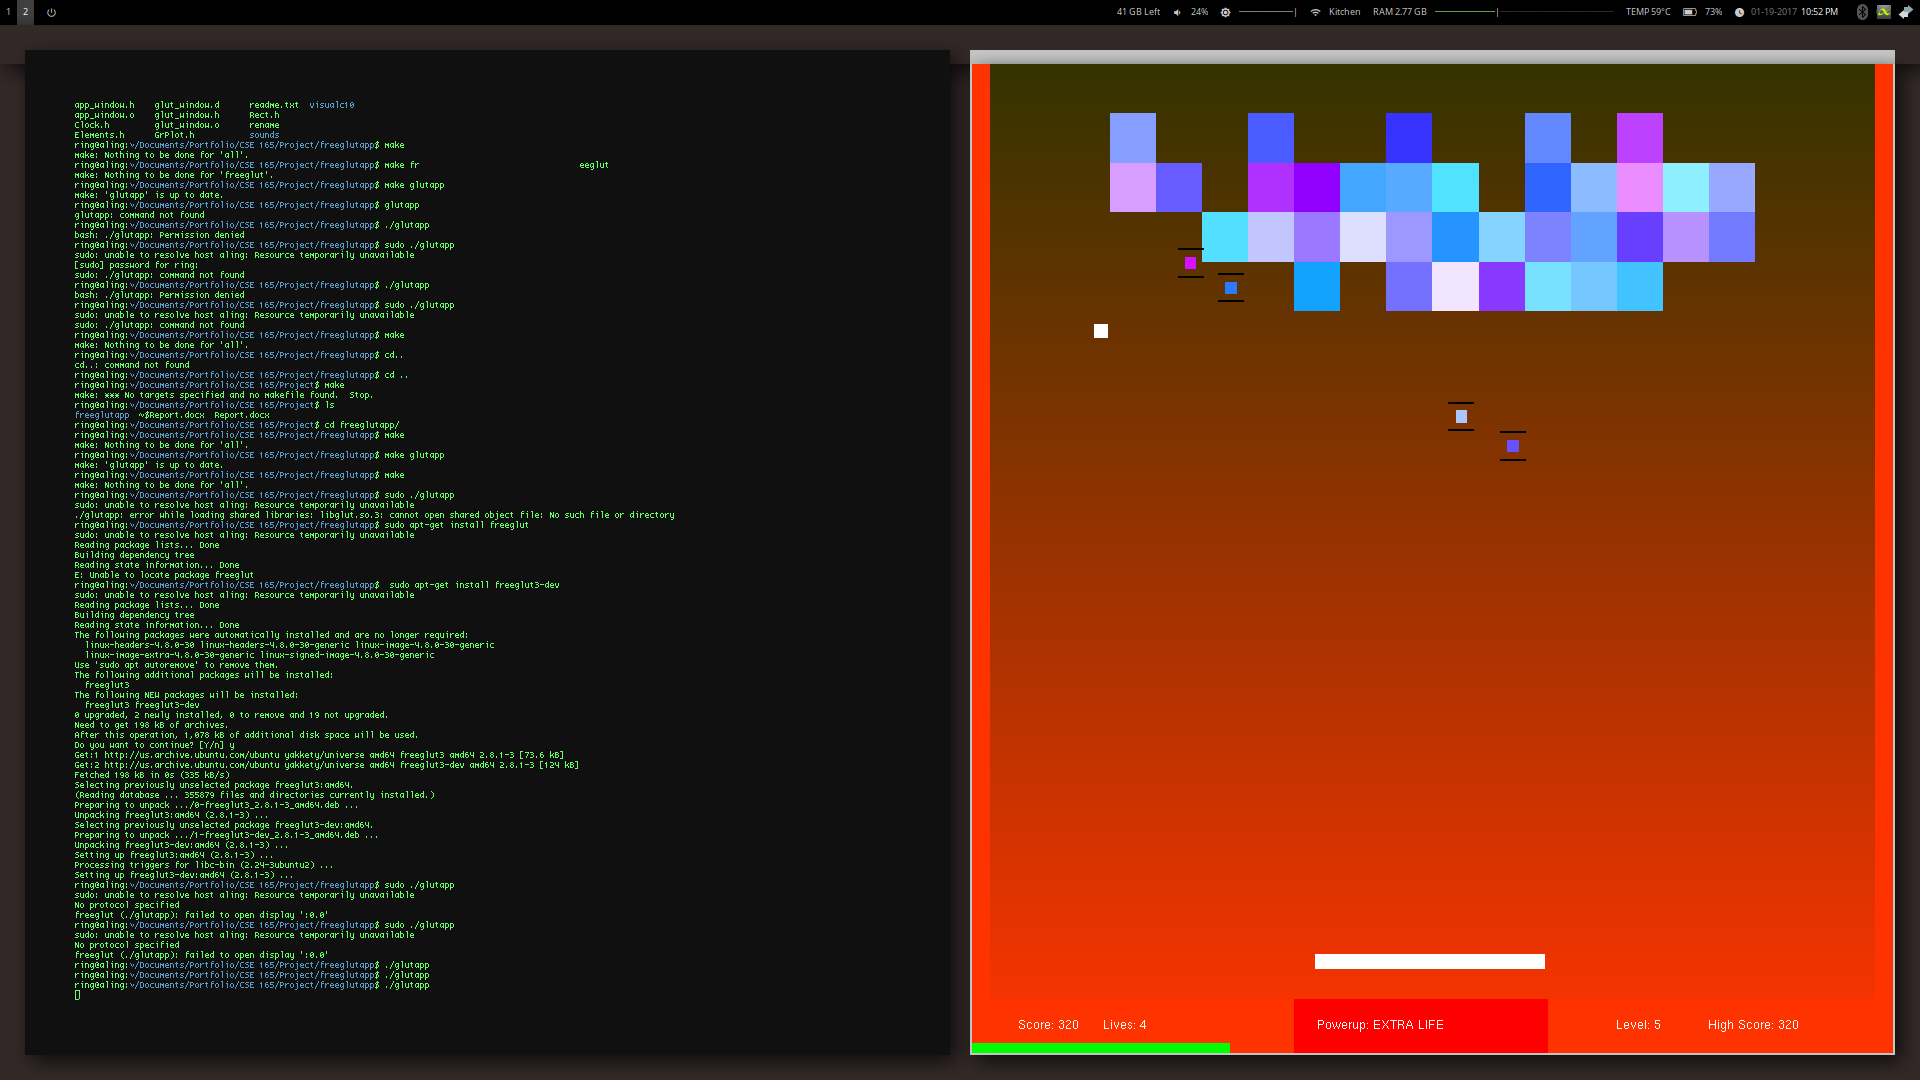 1 2 41 GB Left 24% Kitchen RAM 2.77 GB TEMP 59°C 73% 01-19-2017 10:52 PM
app_window.h glut_window.d readme.txt visualc10
app_window.o glut_window.h Rect.h
Clock.h glut_window.o rename
Elements.h GrPlot.h sounds
ring@aling:~/Documents/Portfolio/CSE 165/Project/freeglutapp$ make
make: Nothing to be done for 'all'.
ring@aling:~/Documents/Portfolio/CSE 165/Project/freeglutapp$ make fr eeglut
make: Nothing to be done for 'freeglut'.
ring@aling:~/Documents/Portfolio/CSE 165/Project/freeglutapp$ make glutapp
make: 'glutapp' is up to date.
ring@aling:~/Documents/Portfolio/CSE 165/Project/freeglutapp$ glutapp
glutapp: command not found
ring@aling:~/Documents/Portfolio/CSE 165/Project/freeglutapp$ ./glutapp
bash: ./glutapp: Permission denied
ring@aling:~/Documents/Portfolio/CSE 165/Project/freeglutapp$ sudo ./glutapp
sudo: unable to resolve host aling: Resource temporarily unavailable
[sudo] password for ring:
sudo: ./glutapp: command not found
ring@aling:~/Documents/Portfolio/CSE 165/Project/freeglutapp$ ./glutapp
bash: ./glutapp: Permission denied
ring@aling:~/Documents/Portfolio/CSE 165/Project/freeglutapp$ sudo ./glutapp
sudo: unable to resolve host aling: Resource temporarily unavailable
sudo: ./glutapp: command not found
ring@aling:~/Documents/Portfolio/CSE 165/Project/freeglutapp$ make
make: Nothing to be done for 'all'.
ring@aling:~/Documents/Portfolio/CSE 165/Project/freeglutapp$ cd..
cd..: command not found
ring@aling:~/Documents/Portfolio/CSE 165/Project/freeglutapp$ cd ..
ring@aling:~/Documents/Portfolio/CSE 165/Project$ make
make: *** No targets specified and no makefile found.  Stop.
ring@aling:~/Documents/Portfolio/CSE 165/Project$ ls
freeglutapp ~$Report.docx Report.docx
ring@aling:~/Documents/Portfolio/CSE 165/Project$ cd freeglutapp/
ring@aling:~/Documents/Portfolio/CSE 165/Project/freeglutapp$ make
make: Nothing to be done for 'all'.
ring@aling:~/Documents/Portfolio/CSE 165/Project/freeglutapp$ make glutapp
make: 'glutapp' is up to date.
ring@aling:~/Documents/Portfolio/CSE 165/Project/freeglutapp$ make
make: Nothing to be done for 'all'.
ring@aling:~/Documents/Portfolio/CSE 165/Project/freeglutapp$ sudo ./glutapp
sudo: unable to resolve host aling: Resource temporarily unavailable
./glutapp: error while loading shared libraries: libglut.so.3: cannot open shared object file: No such file or directory
ring@aling:~/Documents/Portfolio/CSE 165/Project/freeglutapp$ sudo apt-get install freeglut
sudo: unable to resolve host aling: Resource temporarily unavailable
Reading package lists... Done
Building dependency tree
Reading state information... Done
E: Unable to locate package freeglut
ring@aling:~/Documents/Portfolio/CSE 165/Project/freeglutapp$  sudo apt-get install freeglut3-dev
sudo: unable to resolve host aling: Resource temporarily unavailable
Reading package lists... Done
Building dependency tree
Reading state information... Done
The following packages were automatically installed and are no longer required:
linux-headers-4.8.0-30 linux-headers-4.8.0-30-generic linux-image-4.8.0-30-generic
linux-image-extra-4.8.0-30-generic linux-signed-image-4.8.0-30-generic
Use 'sudo apt autoremove' to remove them.
The following additional packages will be installed:
freeglut3
The following NEW packages will be installed:
freeglut3 freeglut3-dev
0 upgraded, 2 newly installed, 0 to remove and 19 not upgraded.
Need to get 198 kB of archives.
After this operation, 1,078 kB of additional disk space will be used.
Do you want to continue? [Y/n] y
Get:1 http://us.archive.ubuntu.com/ubuntu yakkety/universe amd64 freeglut3 amd64 2.8.1-3 [73.6 kB]
Get:2 http://us.archive.ubuntu.com/ubuntu yakkety/universe amd64 freeglut3-dev amd64 2.8.1-3 [124 kB]
Fetched 198 kB in 0s (335 kB/s)
Selecting previously unselected package freeglut3:amd64.
(Reading database ... 355879 files and directories currently installed.)
Preparing to unpack .../0-freeglut3_2.8.1-3_amd64.deb ...
Unpacking freeglut3:amd64 (2.8.1-3) ...
Selecting previously unselected package freeglut3-dev:amd64.
Preparing to unpack .../1-freeglut3-dev_2.8.1-3_amd64.deb ...
Unpacking freeglut3-dev:amd64 (2.8.1-3) ...
Setting up freeglut3:amd64 (2.8.1-3) ...
Processing triggers for libc-bin (2.24-3ubuntu2) ...
Setting up freeglut3-dev:amd64 (2.8.1-3) ...
ring@aling:~/Documents/Portfolio/CSE 165/Project/freeglutapp$ sudo ./glutapp
sudo: unable to resolve host aling: Resource temporarily unavailable
No protocol specified
freeglut (./glutapp): failed to open display ':0.0'
ring@aling:~/Documents/Portfolio/CSE 165/Project/freeglutapp$ sudo ./glutapp
sudo: unable to resolve host aling: Resource temporarily unavailable
No protocol specified
freeglut (./glutapp): failed to open display ':0.0'
ring@aling:~/Documents/Portfolio/CSE 165/Project/freeglutapp$ ./glutapp
ring@aling:~/Documents/Portfolio/CSE 165/Project/freeglutapp$ ./glutapp
ring@aling:~/Documents/Portfolio/CSE 165/Project/freeglutapp$ ./glutapp
Score: 320 Lives: 4 Powerup: EXTRA LIFE Level: 5 High Score: 320